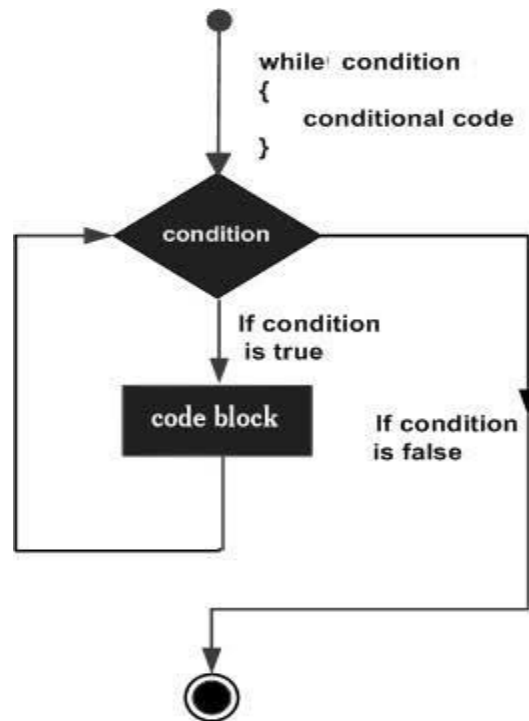 while condition
{
conditional code
}
condition
If condition
is true
code block
If condition
is false